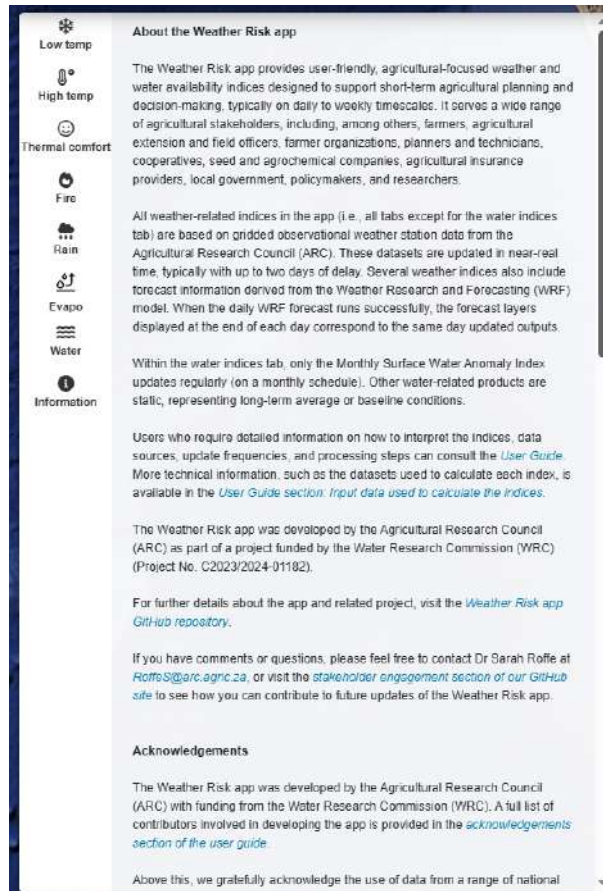 Low temp
High temp
Thermal comfort
Fire
Rain
Evapo
Water
Information
About the Weather Risk app
The Weather Risk app provides user-friendly, agricultural-focused weather and
water availability indices designed to support short-term agricultural planning and
decision-making, typically on daily to weekly timescales. It serves a wide range
of agricultural stakeholders, including, among others, farmers, agricultural
extension and field officers, farmer organizations, planners and technicians,
cooperatives, seed and agrochemical companies, agricultural insurance
providers, local government, policymakers, and researchers.
All weather-related indices in the app (i.e., all tabs except for the water indices
tab) are based on gridded observational weather station data from the
Agricultural Research Council (ARC). These datasets are updated in near-real
time, typically with up to two days of delay. Several weather indices also include
forecast information derived from the Weather Research and Forecasting (WRF)
model. When the daily WRF forecast runs successfully, the forecast layers
displayed at the end of each day correspond to the same day updated outputs.
Within the water indices tab, only the Monthly Surface Water Anomaly Index
updates regularly (on a monthly schedule). Other water-related products are
static, representing long-term average or baseline conditions.
Users who require detailed information on how to interpret the indices, data
sources, update frequencies, and processing steps can consult the User Guide.
More technical information, such as the datasets used to calculate each index, is
available in the User Guide section: Input data used to calculate the indices.
The Weather Risk app was developed by the Agricultural Research Council
(ARC) as part of a project funded by the Water Research Commission (WRC)
(Project No. C2023/2024-01182).
For further details about the app and related project, visit the Weather Risk app
GitHub repository.
If you have comments or questions, please feel free to contact Dr Sarah Roffe at
RoffeS@arc.agric.za, or visit the stakeholder engagement section of our GitHub
site to see how you can contribute to future updates of the Weather Risk app.
Acknowledgements
The Weather Risk app was developed by the Agricultural Research Council
(ARC) with funding from the Water Research Commission (WRC). A full list of
contributors involved in developing the app is provided in the acknowledgements
section of the user guide.
Above this, we gratefully acknowledge the use of data from a range of national